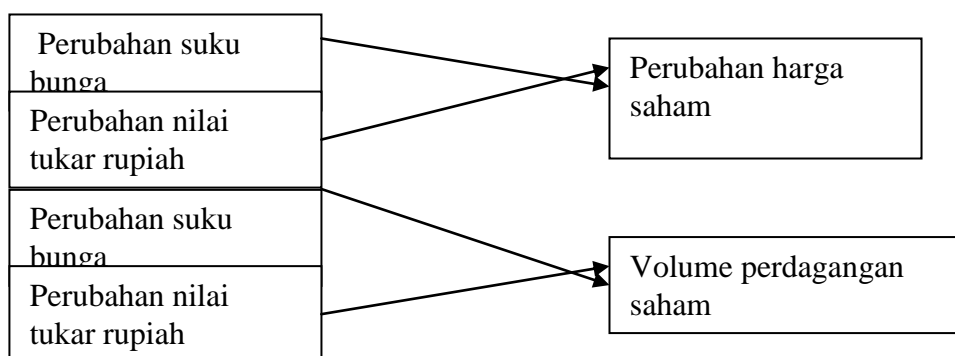 Perubahan suku
bunga
Perubahan nilai
tukar rupiah
Perubahan suku
bunga
Perubahan nilai
tukar rupiah
Perubahan harga
saham
Volume perdagangan
saham